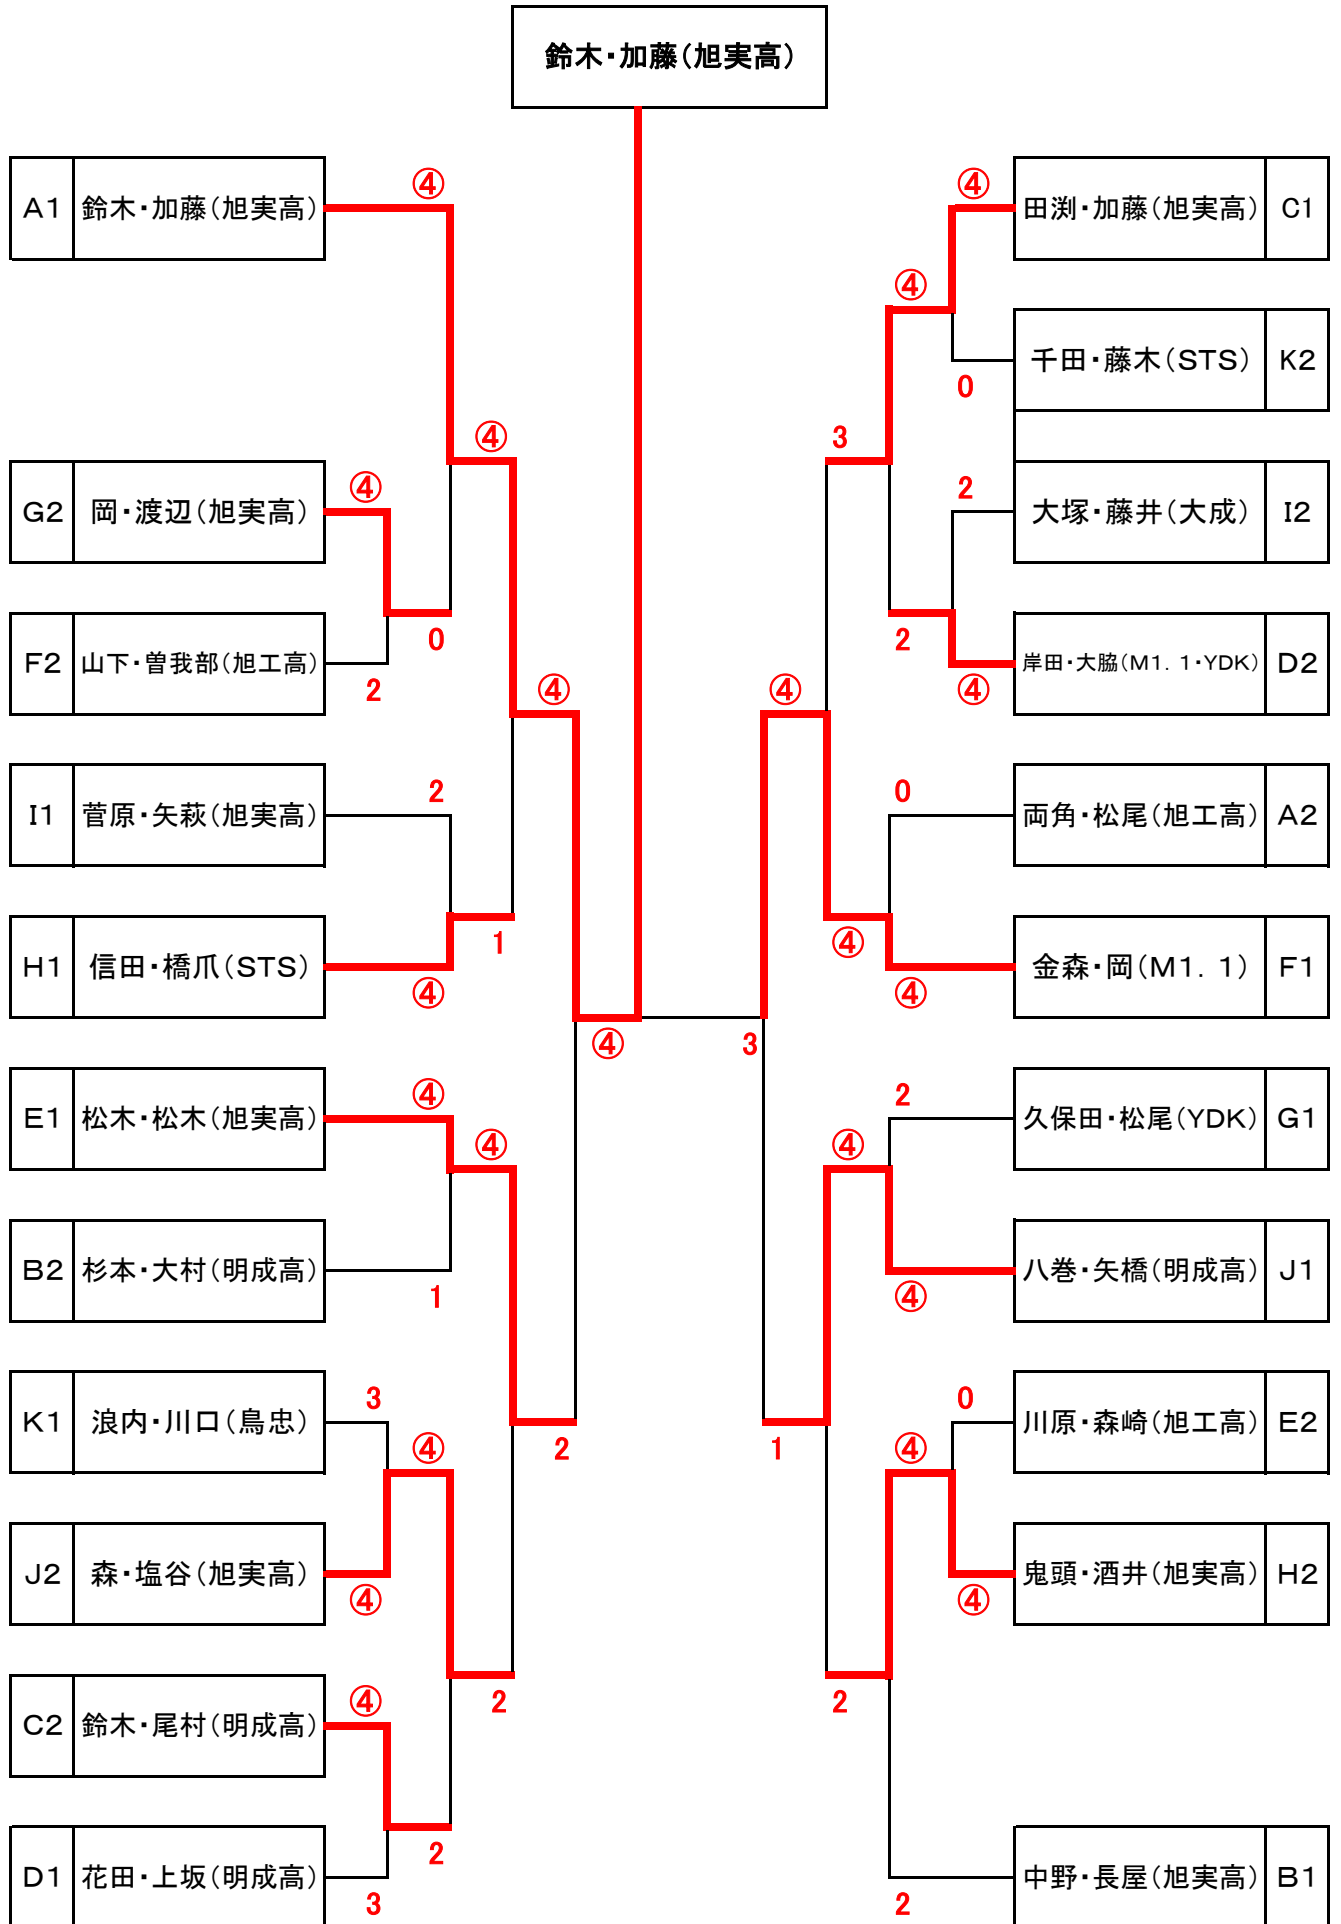 鈴木・加藤(旭実高)
④ ④
A1 鈴木・加藤(旭実高) 田渕・加藤(旭実高) C1
④
千田・藤木(STS) K2
0
④ 3
④ 2
G2 岡・渡辺(旭実高) 大塚・藤井(大成) I2
0 2
F2 山下・曽我部(旭工高) 岸田・大脇(M1.1・YDK) D2
2 ④ ④ ④
2 0
I1 菅原・矢萩(旭実高) 両角・松尾(旭工高) A2
1 ④
H1 信田・橋爪(STS) 金森・岡(M1.1) F1
④ ④
④ 3
④ 2
E1 松木・松木(旭実高) 久保田・松尾(YDK) G1
④ ④
B2 杉本・大村(明成高) 八巻・矢橋(明成高) J1
1 ④
3 0
K1 浪内・川口(鳥忠) 川原・森崎(旭工高) E2
④ 2 1 ④
J2 森・塩谷(旭実高) 鬼頭・酒井(旭実高) H2
④ ④
④ 2 2
C2 鈴木・尾村(明成高)
2
D1 花田・上坂(明成高) 中野・長屋(旭実高) B1
3 2